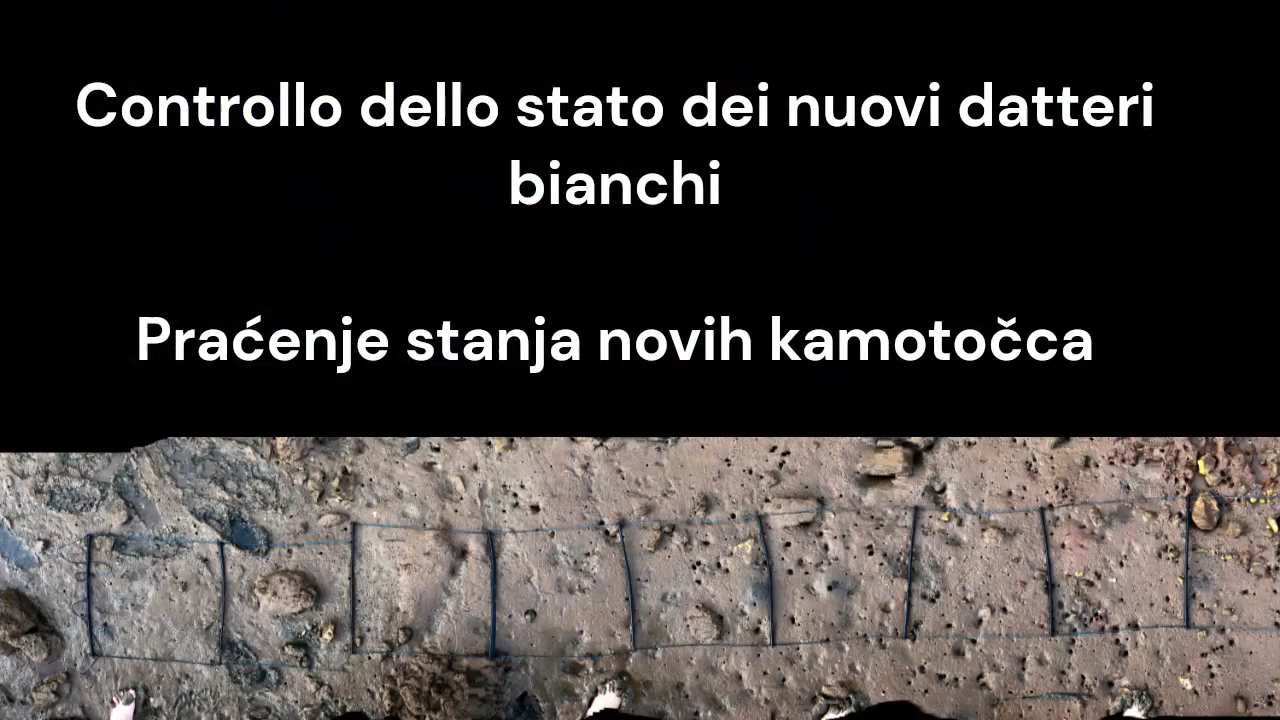 Controllo dello stato dei nuovi datteri
bianchi
Praćenje stanja novih kamotočca